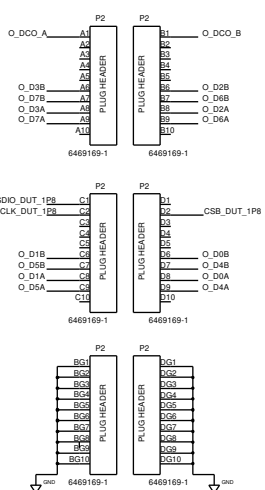 P2 P2
O_DCO_A A1 B1 O_DCO_B
A2 B2
A3 B3
A4 B4
A5 B5
O_D3B A6 B6 O_D2B
O_D7B A7 B7 O_D6B
O_D3A A8 B8 O_D2A
O_D7A A9 B9 O_D6A
A10 B10
PLUG HEADER PLUG HEADER
6469169-1 6469169-1
P2 P2
SDIO_DUT_1P8 C1 D1
CLK_DUT_1P8 C2 D2 CSB_DUT_1P8
C3 D3
C4 D4
C5 D5
O_D1B C6 D6 O_D0B
O_D5B C7 D7 O_D4B
O_D1A C8 D8 O_D0A
O_D5A C9 D9 O_D4A
C10 D10
PLUG HEADER PLUG HEADER
6469169-1 6469169-1
P2 P2
BG1 DG1
BG2 DG2
BG3 DG3
BG4 DG4
BG5 DG5
BG6 DG6
BG7 DG7
BG8 DG8
BG9 DG9
BG10 DG10
PLUG HEADER PLUG HEADER
GND 6469169-1 6469169-1 GND